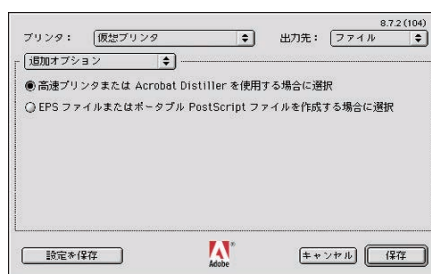 8.7.2 (104)
プリンタ： 仮想プリンタ 出力先： ファイル
追加オプション
高速プリンタまたは Acrobat Distiller を使用する場合に選択
EPS ファイルまたはポータブル PostScript ファイルを作成する場合に選択
設定を保存 Adobe キャンセル 保存